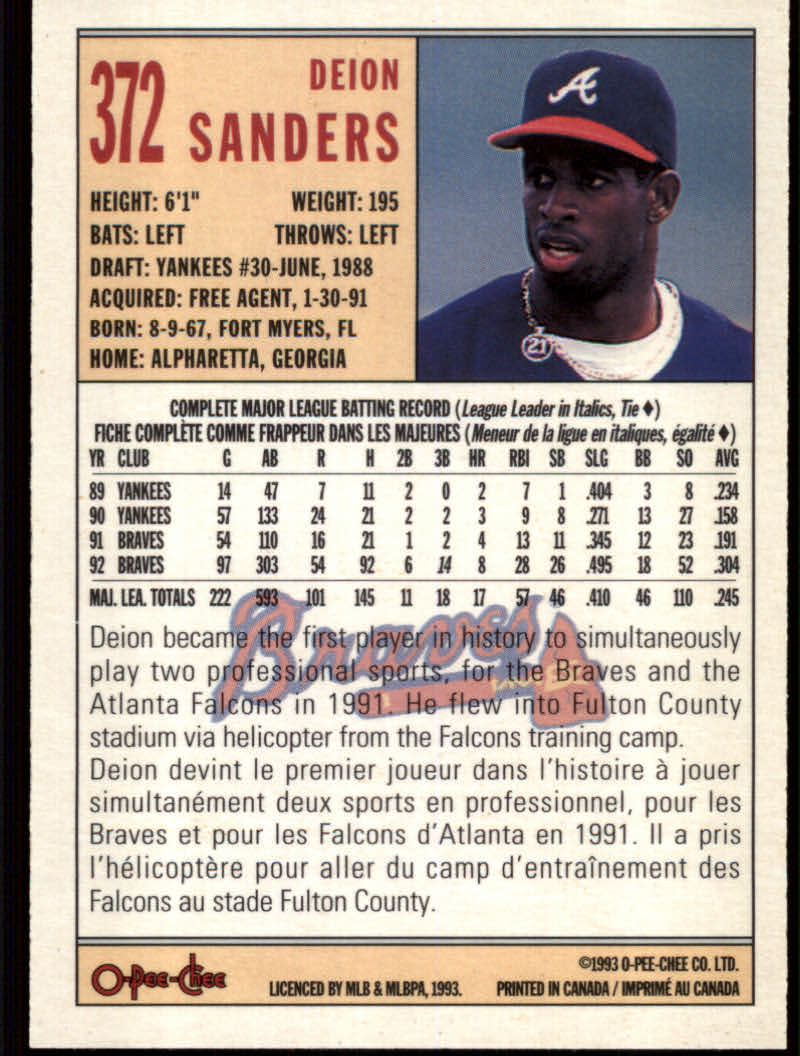 372
DEION
SANDERS
HEIGHT: 6'1" WEIGHT: 195
BATS: LEFT THROWS: LEFT
DRAFT: YANKEES #30-JUNE, 1988
ACQUIRED: FREE AGENT, 1-30-91
BORN: 8-9-67, FORT MYERS, FL
HOME: ALPHARETTA, GEORGIA
A
21
COMPLETE MAJOR LEAGUE BATTING RECORD (League Leader in Italics, Tie ♦)
FICHE COMPLÈTE COMME FRAPPEUR DANS LES MAJEURES (Meneur de la ligue en italiques, égalité ♦)
YR CLUB G AB R H 2B 3B HR RBI SB SLG BB SO AVG
89 YANKEES 14 47 7 11 2 0 2 7 1 .404 3 8 .234
90 YANKEES 57 133 24 21 2 2 3 9 8 .271 13 27 .158
91 BRAVES 54 110 16 21 1 2 4 13 11 .345 12 23 .191
92 BRAVES 97 303 54 92 6 14 8 28 26 .495 18 52 .304
MAJ. LEA. TOTALS 222 593 101 145 11 18 17 57 46 .410 46 110 .245
Braves
Deion became the first player in history to simultaneously
play two professional sports, for the Braves and the
Atlanta Falcons in 1991. He flew into Fulton County
stadium via helicopter from the Falcons training camp.
Deion devint le premier joueur dans l'histoire à jouer
simultanément deux sports en professionnel, pour les
Braves et pour les Falcons d'Atlanta en 1991. Il a pris
l'hélicoptère pour aller du camp d'entraînement des
Falcons au stade Fulton County.
O-Pee-Chee
©1993 O-PEE-CHEE CO. LTD.
LICENCED BY MLB & MLBPA, 1993. PRINTED IN CANADA / IMPRIMÉ AU CANADA